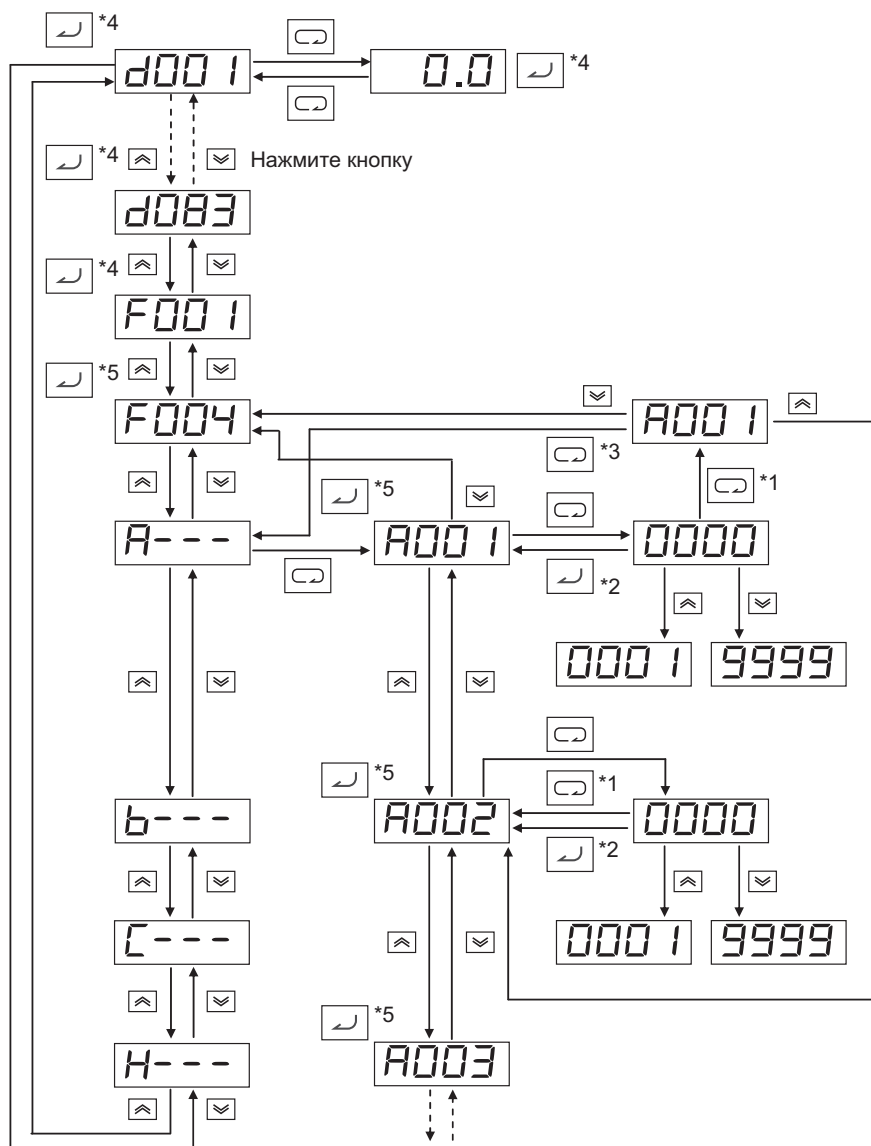 *4
d001
0.0
*4
*4
Нажмите кнопку
d083
*4
F001
*5
F004
A001
*3
*1
*5
A---
A001
0000
*2
0001
9999
*5
*1
b---
A002
0000
*2
C---
0001
9999
*5
H---
A003